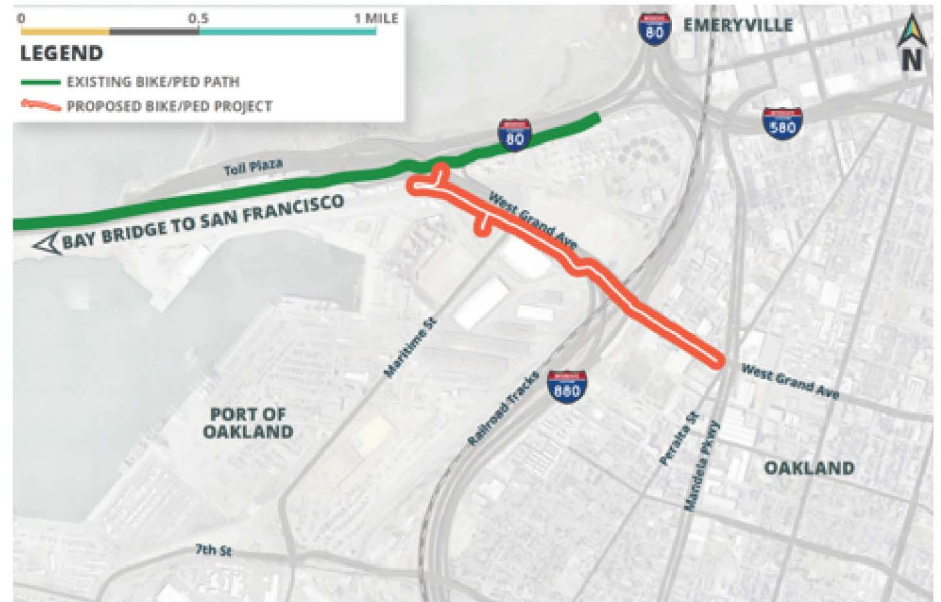 0 0.5 1 MILE
LEGEND
EXISTING BIKE/PED PATH
PROPOSED BIKE/PED PROJECT
EMERYVILLE
80
N
580
80
Toll Plaza
BAY BRIDGE TO SAN FRANCISCO
West Grand Ave
Maritime St
Railroad Tracks
880
West Grand Ave
PORT OF
OAKLAND
Peralta St
Mandela Pkwy
OAKLAND
7th St